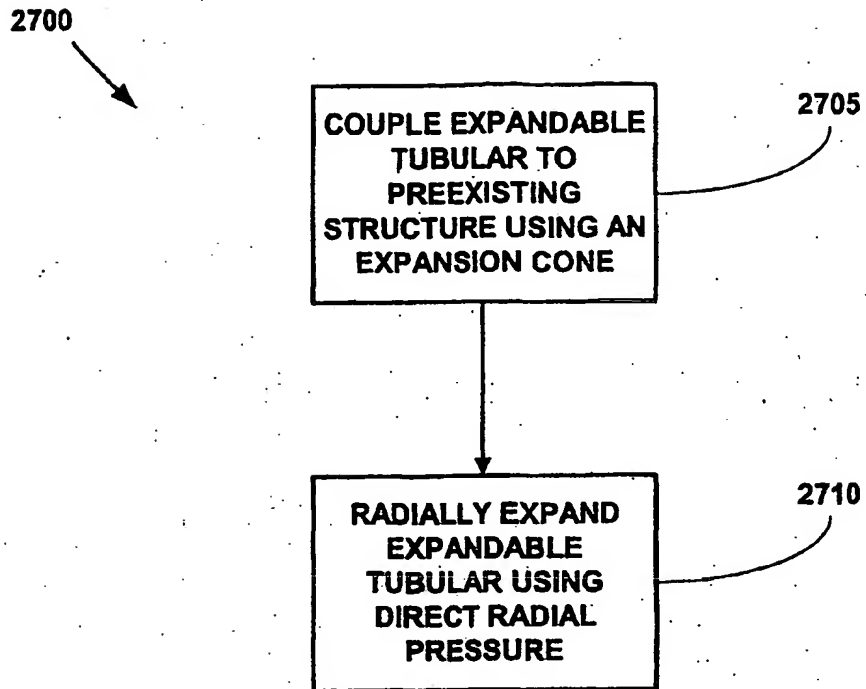 2700
2705
COUPLE EXPANDABLE
TUBULAR TO
PREEXISTING
STRUCTURE USING AN
EXPANSION CONE
2710
RADIALLY EXPAND
EXPANDABLE
TUBULAR USING
DIRECT RADIAL
PRESSURE